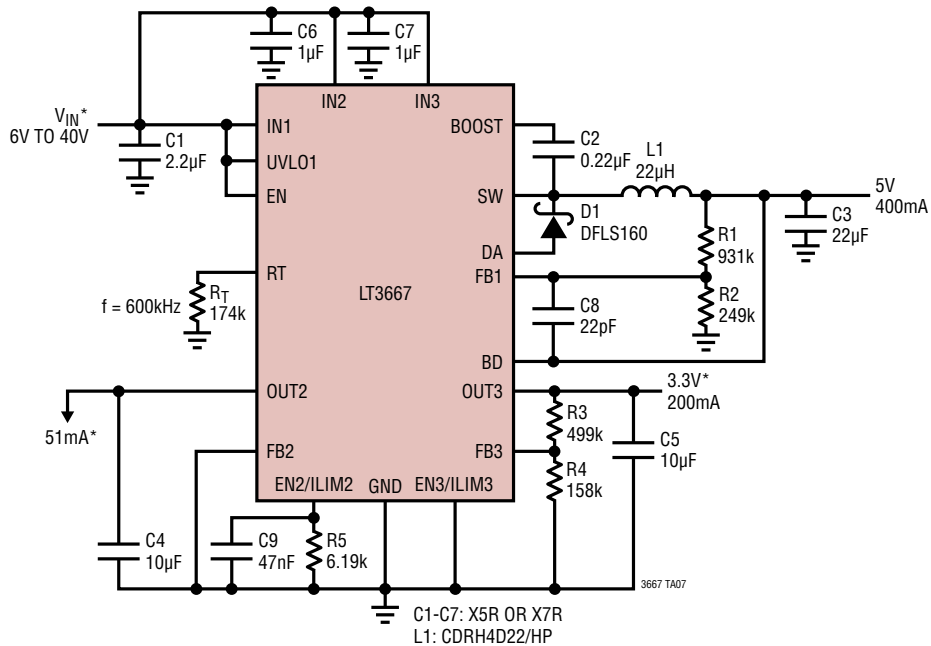 C6
1µF
C7
1µF
IN2
IN3
VIN*
6V TO 40V
C1
2.2µF
IN1
UVLO1
EN
BOOST
C2
0.22µF
L1
22µH
SW
5V
400mA
D1
DFLS160
C3
22µF
DA
R1
931k
RT
FB1
f = 600kHz
RT
174k
LT3667
C8
22pF
R2
249k
BD
OUT2
OUT3
3.3V*
200mA
51mA*
R3
499k
C5
10µF
FB2
FB3
R4
158k
EN2/ILIM2
GND
EN3/ILIM3
C4
10µF
C9
47nF
R5
6.19k
3667 TA07
C1-C7: X5R OR X7R
L1: CDRH4D22/HP